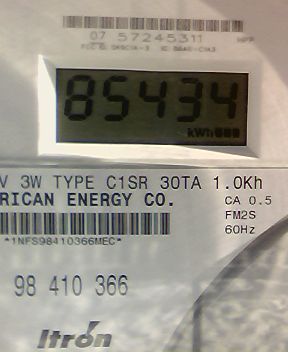 07 57245311
85434
kWh
V 3W TYPE C1SR 30TA 1.0Kh
RICAN ENERGY CO.
CA 0.5
FM2S
*1NFS98410366MEC*
60Hz
98 410 366
Itrón